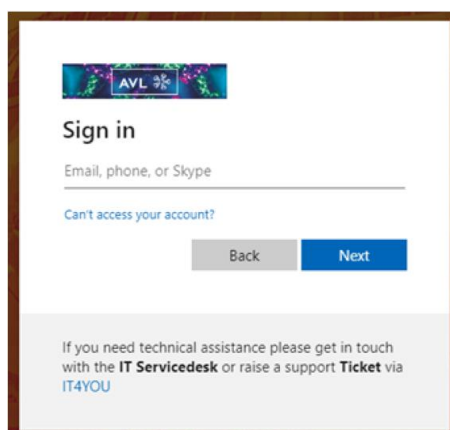 AVL
Sign in
Email, phone, or Skype
Can't access your account?
Back
Next
If you need technical assistance please get in touch
with the IT Servicedesk or raise a support Ticket via
IT4YOU